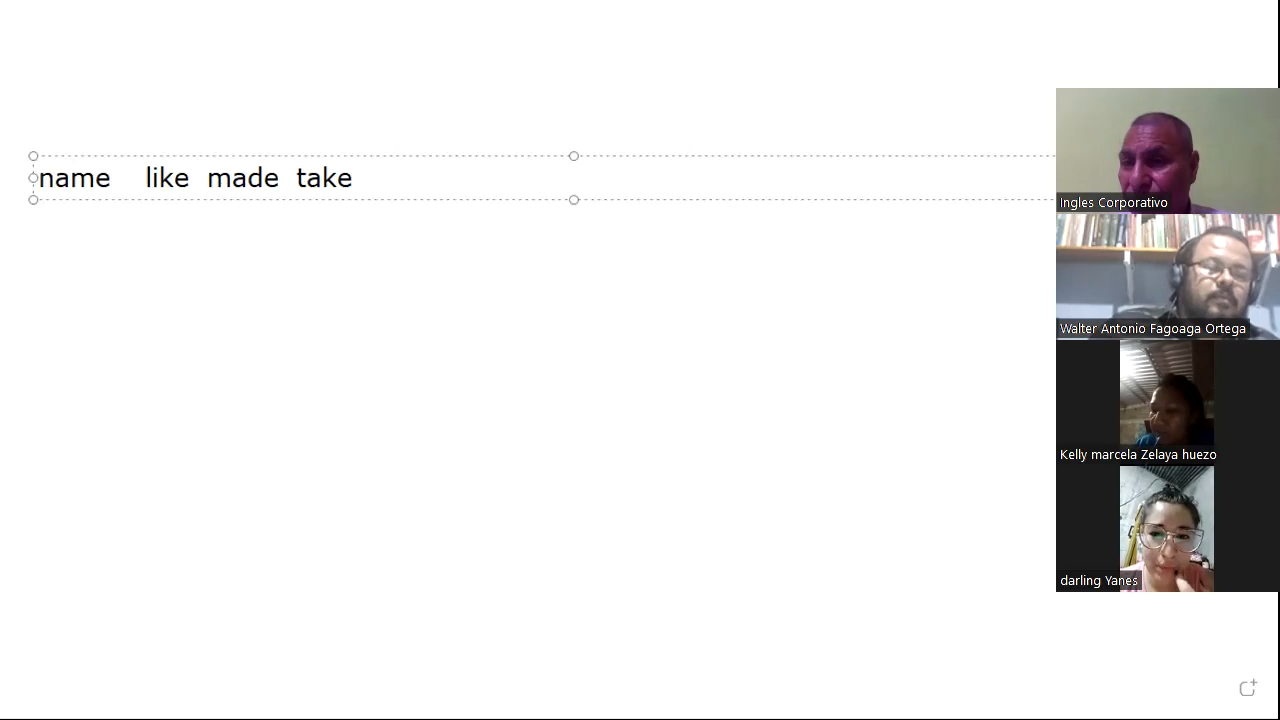 name like made take
Ingles Corporativo
Walter Antonio Fagoaga Ortega
Kelly marcela Zelaya huezo
darling Yanes